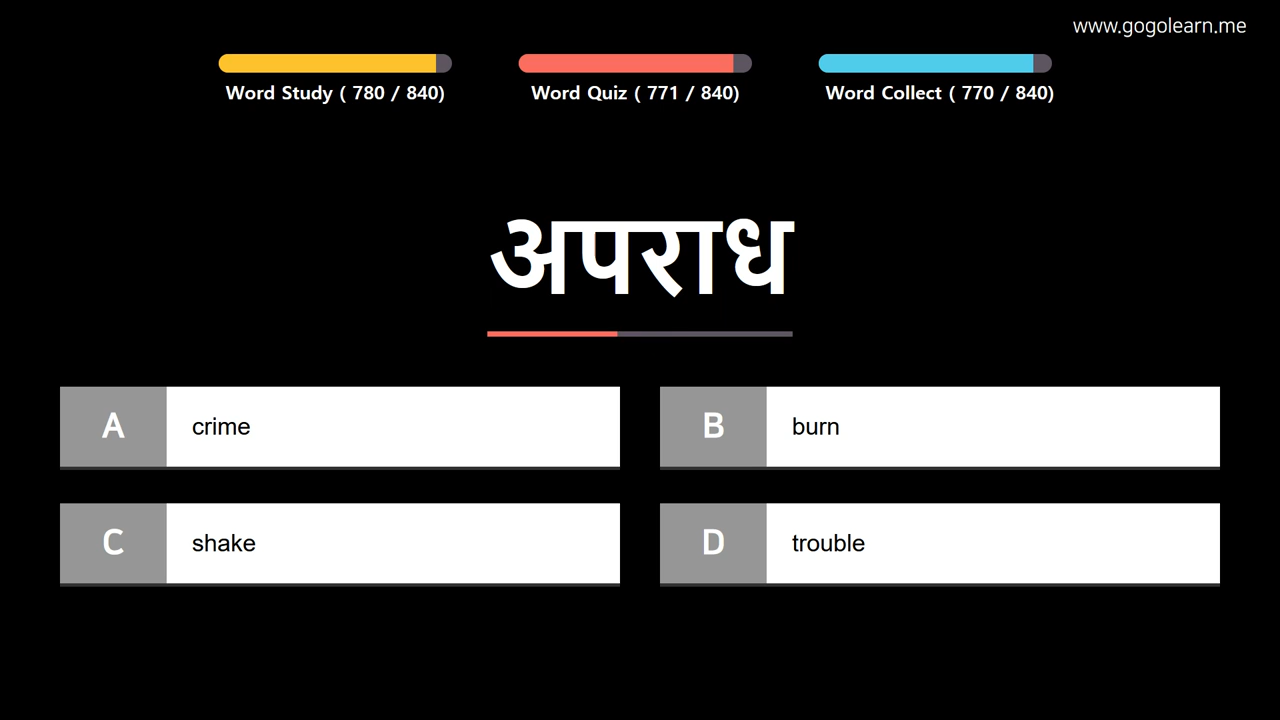 www.gogolearn.me
Word Study ( 780 / 840)
Word Quiz ( 771 / 840)
Word Collect ( 770 / 840)
अपराध
A crime
B burn
C shake
D trouble